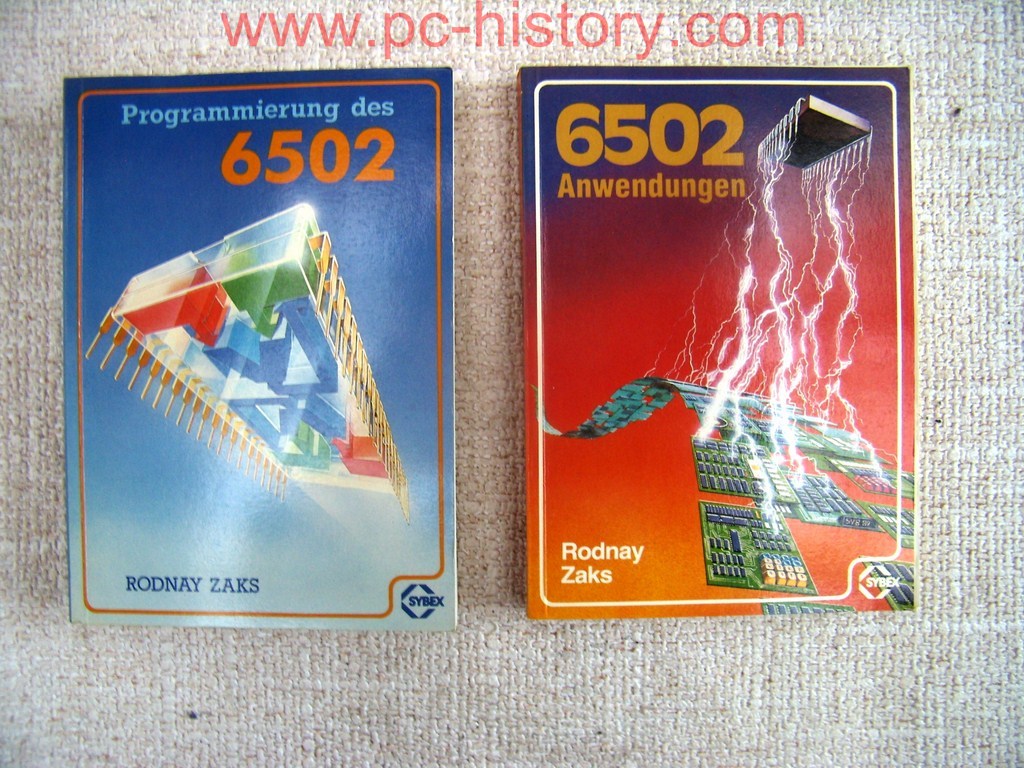 www.pc-history.com
Programmierung des
6502
RODNAY ZAKS
SYBEX
6502
Anwendungen
Rodnay
Zaks
SYBEX